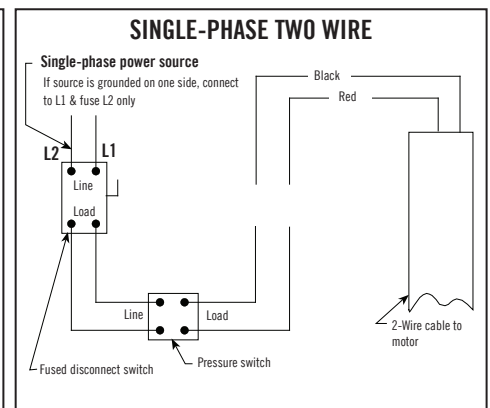 SINGLE-PHASE TWO WIRE
Single-phase power source
If source is grounded on one side, connect
to L1 & fuse L2 only
Black
Red
L2 L1
Line
Load
Line
Load
2-Wire cable to
motor
Pressure switch
Fused disconnect switch